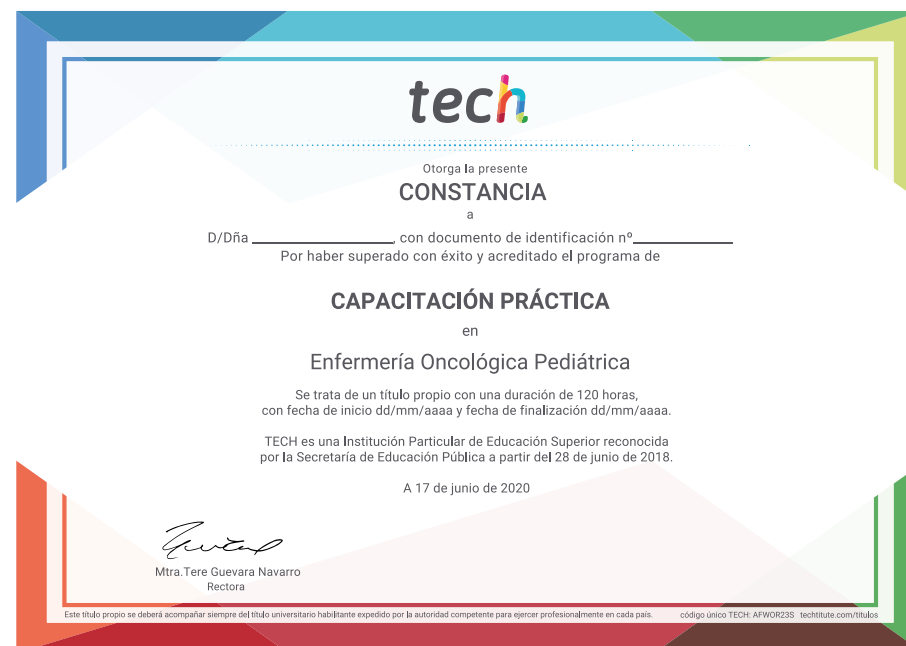 tech
Otorga la presente
CONSTANCIA
a
D/Dña ____________________, con documento de identificación nº______________
Por haber superado con éxito y acreditado el programa de
CAPACITACIÓN PRÁCTICA
en
Enfermería Oncológica Pediátrica
Se trata de un título propio con una duración de 120 horas,
con fecha de inicio dd/mm/aaaa y fecha de finalización dd/mm/aaaa.
TECH es una Institución Particular de Educación Superior reconocida
por la Secretaría de Educación Pública a partir del 28 de junio de 2018.
A 17 de junio de 2020
Mtra.Tere Guevara Navarro
Rectora
Este título propio se deberá acompañar siempre del título universitario habilitante expedido por la autoridad competente para ejercer profesionalmente en cada país. código único TECH: AFWOR23S techtitute.com/titulos